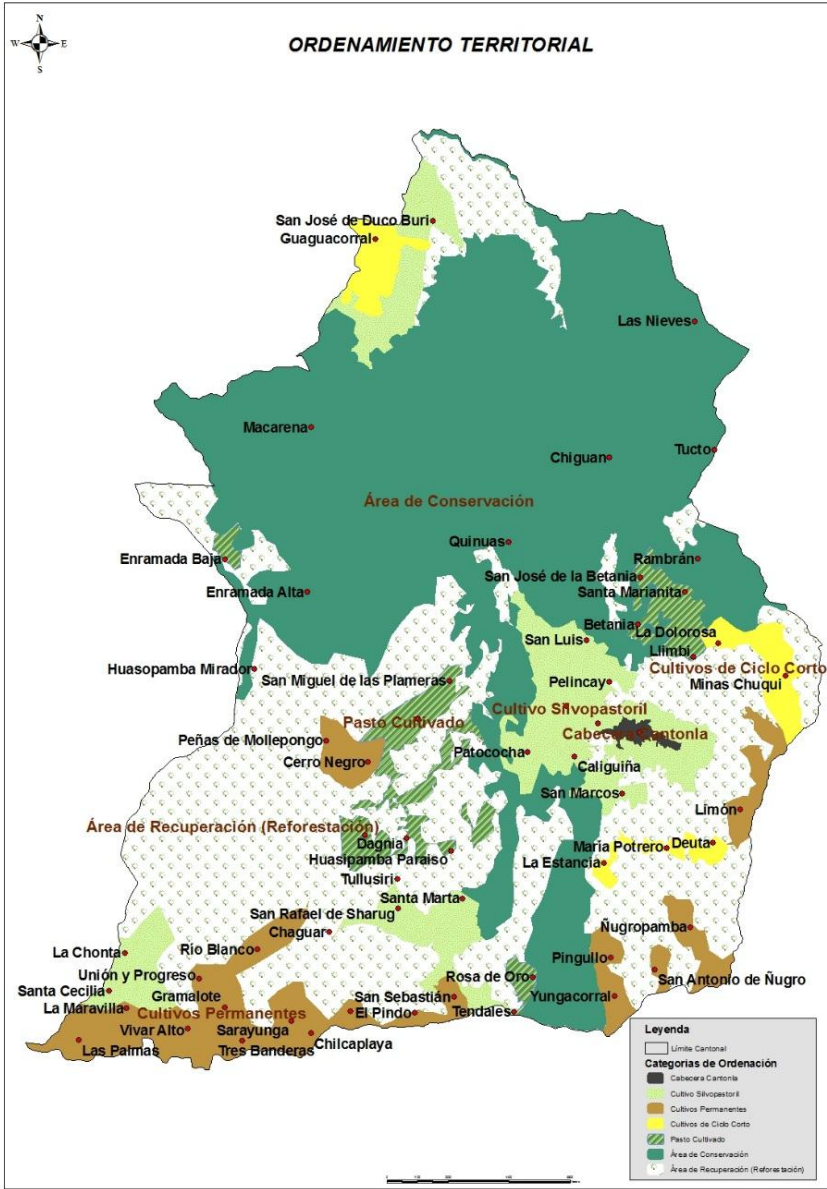 N
W E
S
ORDENAMIENTO TERRITORIAL
San José de Duco Buri
Guaguacorral
Las Nieves
Macarena
Tucto
Chiguan
Área de Conservación
Quinuas
Enramada Baja
Rambrán
San José de la Betania
Enramada Alta
Santa Marianita
Betania
La Dolorosa
San Luis
Llimbi
Huasopamba Mirador
Cultivos de Ciclo Corto
San Miguel de las Plameras
Pelincay
Minas Chuqui
Cultivo Silvopastoril
Pasto Cultivado
Cabecera Cantonla
Peñas de Mollepongo
Patococha
Cerro Negro
Caliguiña
San Marcos
Limón
Área de Recuperación (Reforestación)
Dagnia
Maria Potrero
Deuta
Huasipamba Paraiso
La Estancia
Tullusiri
Santa Marta
San Rafael de Sharug
Chaguar
Ñugropamba
Rio Blanco
La Chonta
Pingullo
Unión y Progreso
Rosa de Oro
San Antonio de Ñugro
Santa Cecilia
Gramalote
San Sebastián
Yungacorral
La Maravilla
Cultivos Permanentes
El Pindo
Tendales
Vivar Alto
Sarayunga
Chilcaplaya
Las Palmas
Tres Banderas
Leyenda
Límite Cantonal
Categorias de Ordenación
Cabecera Cantonla
Cultivo Silvopastoril
Cultivos Permanentes
Cultivos de Ciclo Corto
Pasto Cultivado
Área de Conservación
Área de Recuperación (Reforestación)